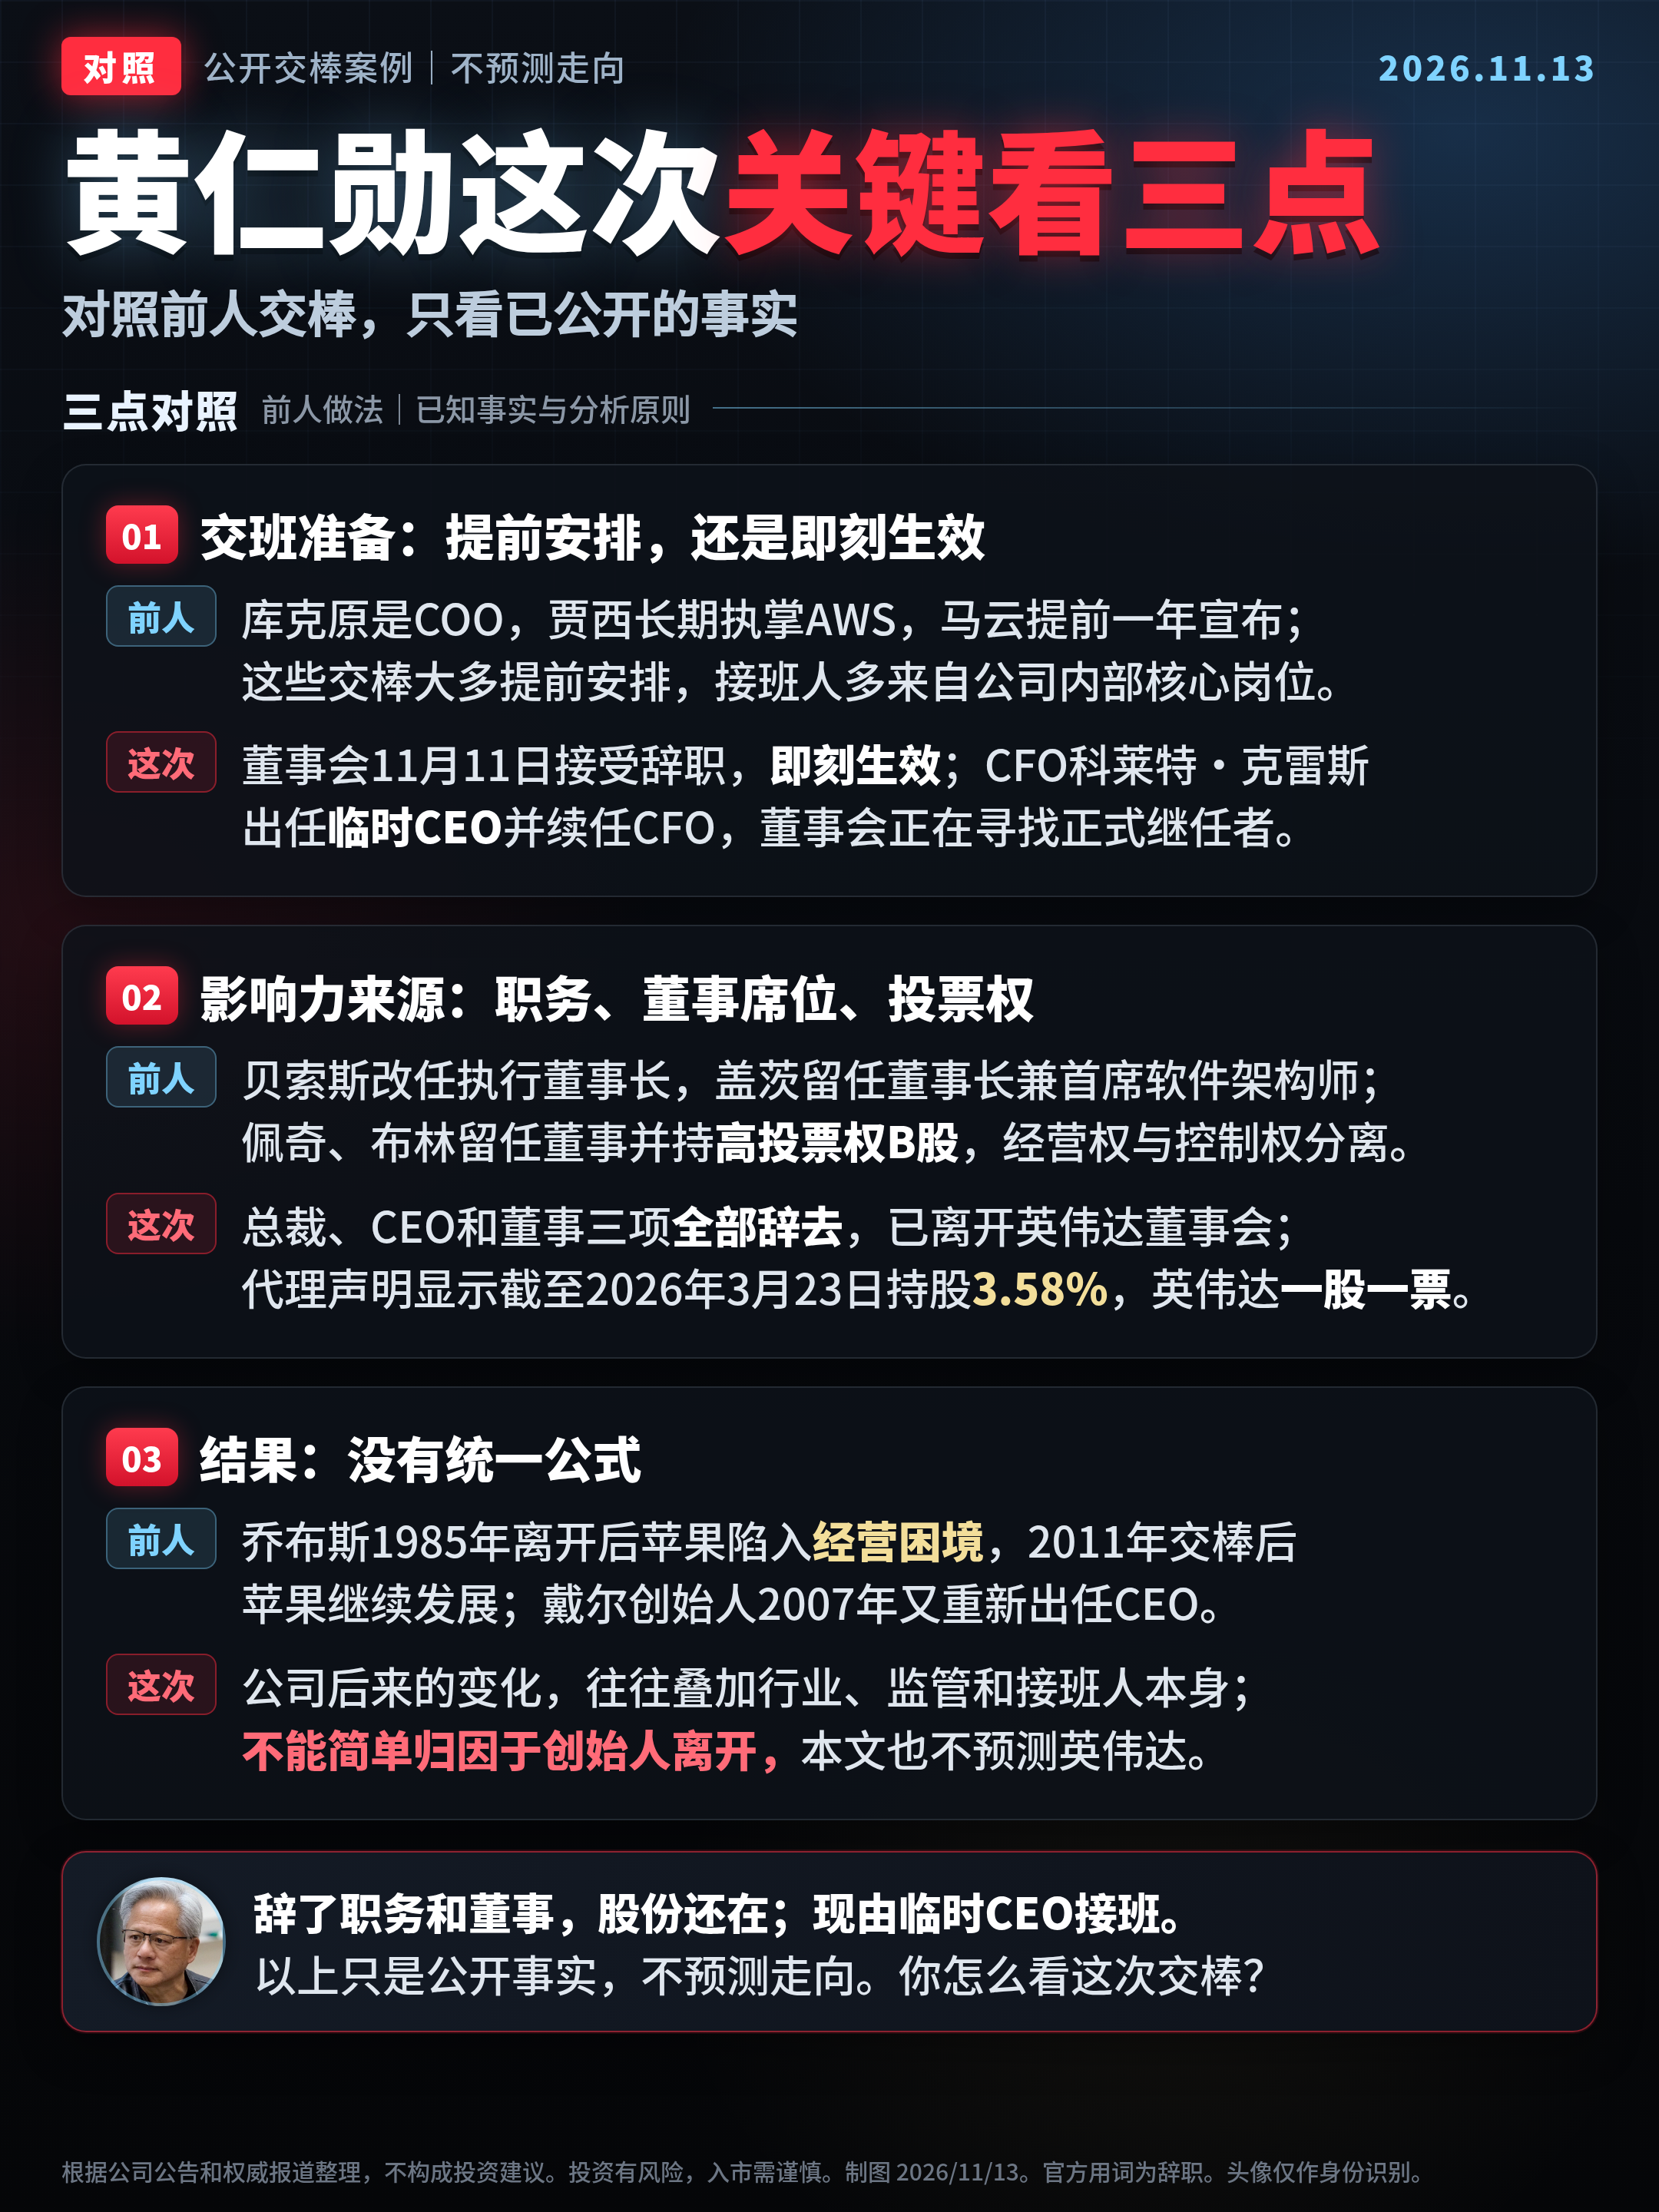 对照 公开交棒案例｜不预测走向 2026.11.13
黄仁勋这次关键看三点
对照前人交棒，只看已公开的事实
三点对照 前人做法｜已知事实与分析原则
01 交班准备：提前安排，还是即刻生效
前人 库克原是COO，贾西长期执掌AWS，马云提前一年宣布；
这些交棒大多提前安排，接班人多来自公司内部核心岗位。
这次 董事会11月11日接受辞职，即刻生效；CFO科莱特・克雷斯
出任临时CEO并续任CFO，董事会正在寻找正式继任者。
02 影响力来源：职务、董事席位、投票权
前人 贝索斯改任执行董事长，盖茨留任董事长兼首席软件架构师；
佩奇、布林留任董事并持高投票权B股，经营权与控制权分离。
这次 总裁、CEO和董事三项全部辞去，已离开英伟达董事会；
代理声明显示截至2026年3月23日持股3.58%，英伟达一股一票。
03 结果：没有统一公式
前人 乔布斯1985年离开后苹果陷入经营困境，2011年交棒后
苹果继续发展；戴尔创始人2007年又重新出任CEO。
这次 公司后来的变化，往往叠加行业、监管和接班人本身；
不能简单归因于创始人离开，本文也不预测英伟达。
辞了职务和董事，股份还在；现由临时CEO接班。
以上只是公开事实，不预测走向。你怎么看这次交棒？
根据公司公告和权威报道整理，不构成投资建议。投资有风险，入市需谨慎。制图 2026/11/13。官方用词为辞职。头像仅作身份识别。